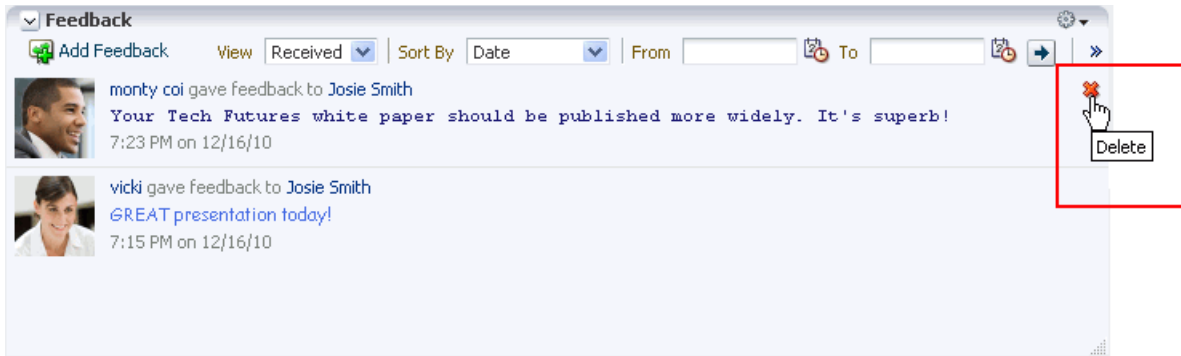 Feedback
Add Feedback View Received Sort By Date From To »
monty coi gave feedback to Josie Smith
Your Tech Futures white paper should be published more widely. It's superb!
7:23 PM on 12/16/10
Delete
vicki gave feedback to Josie Smith
GREAT presentation today!
7:15 PM on 12/16/10